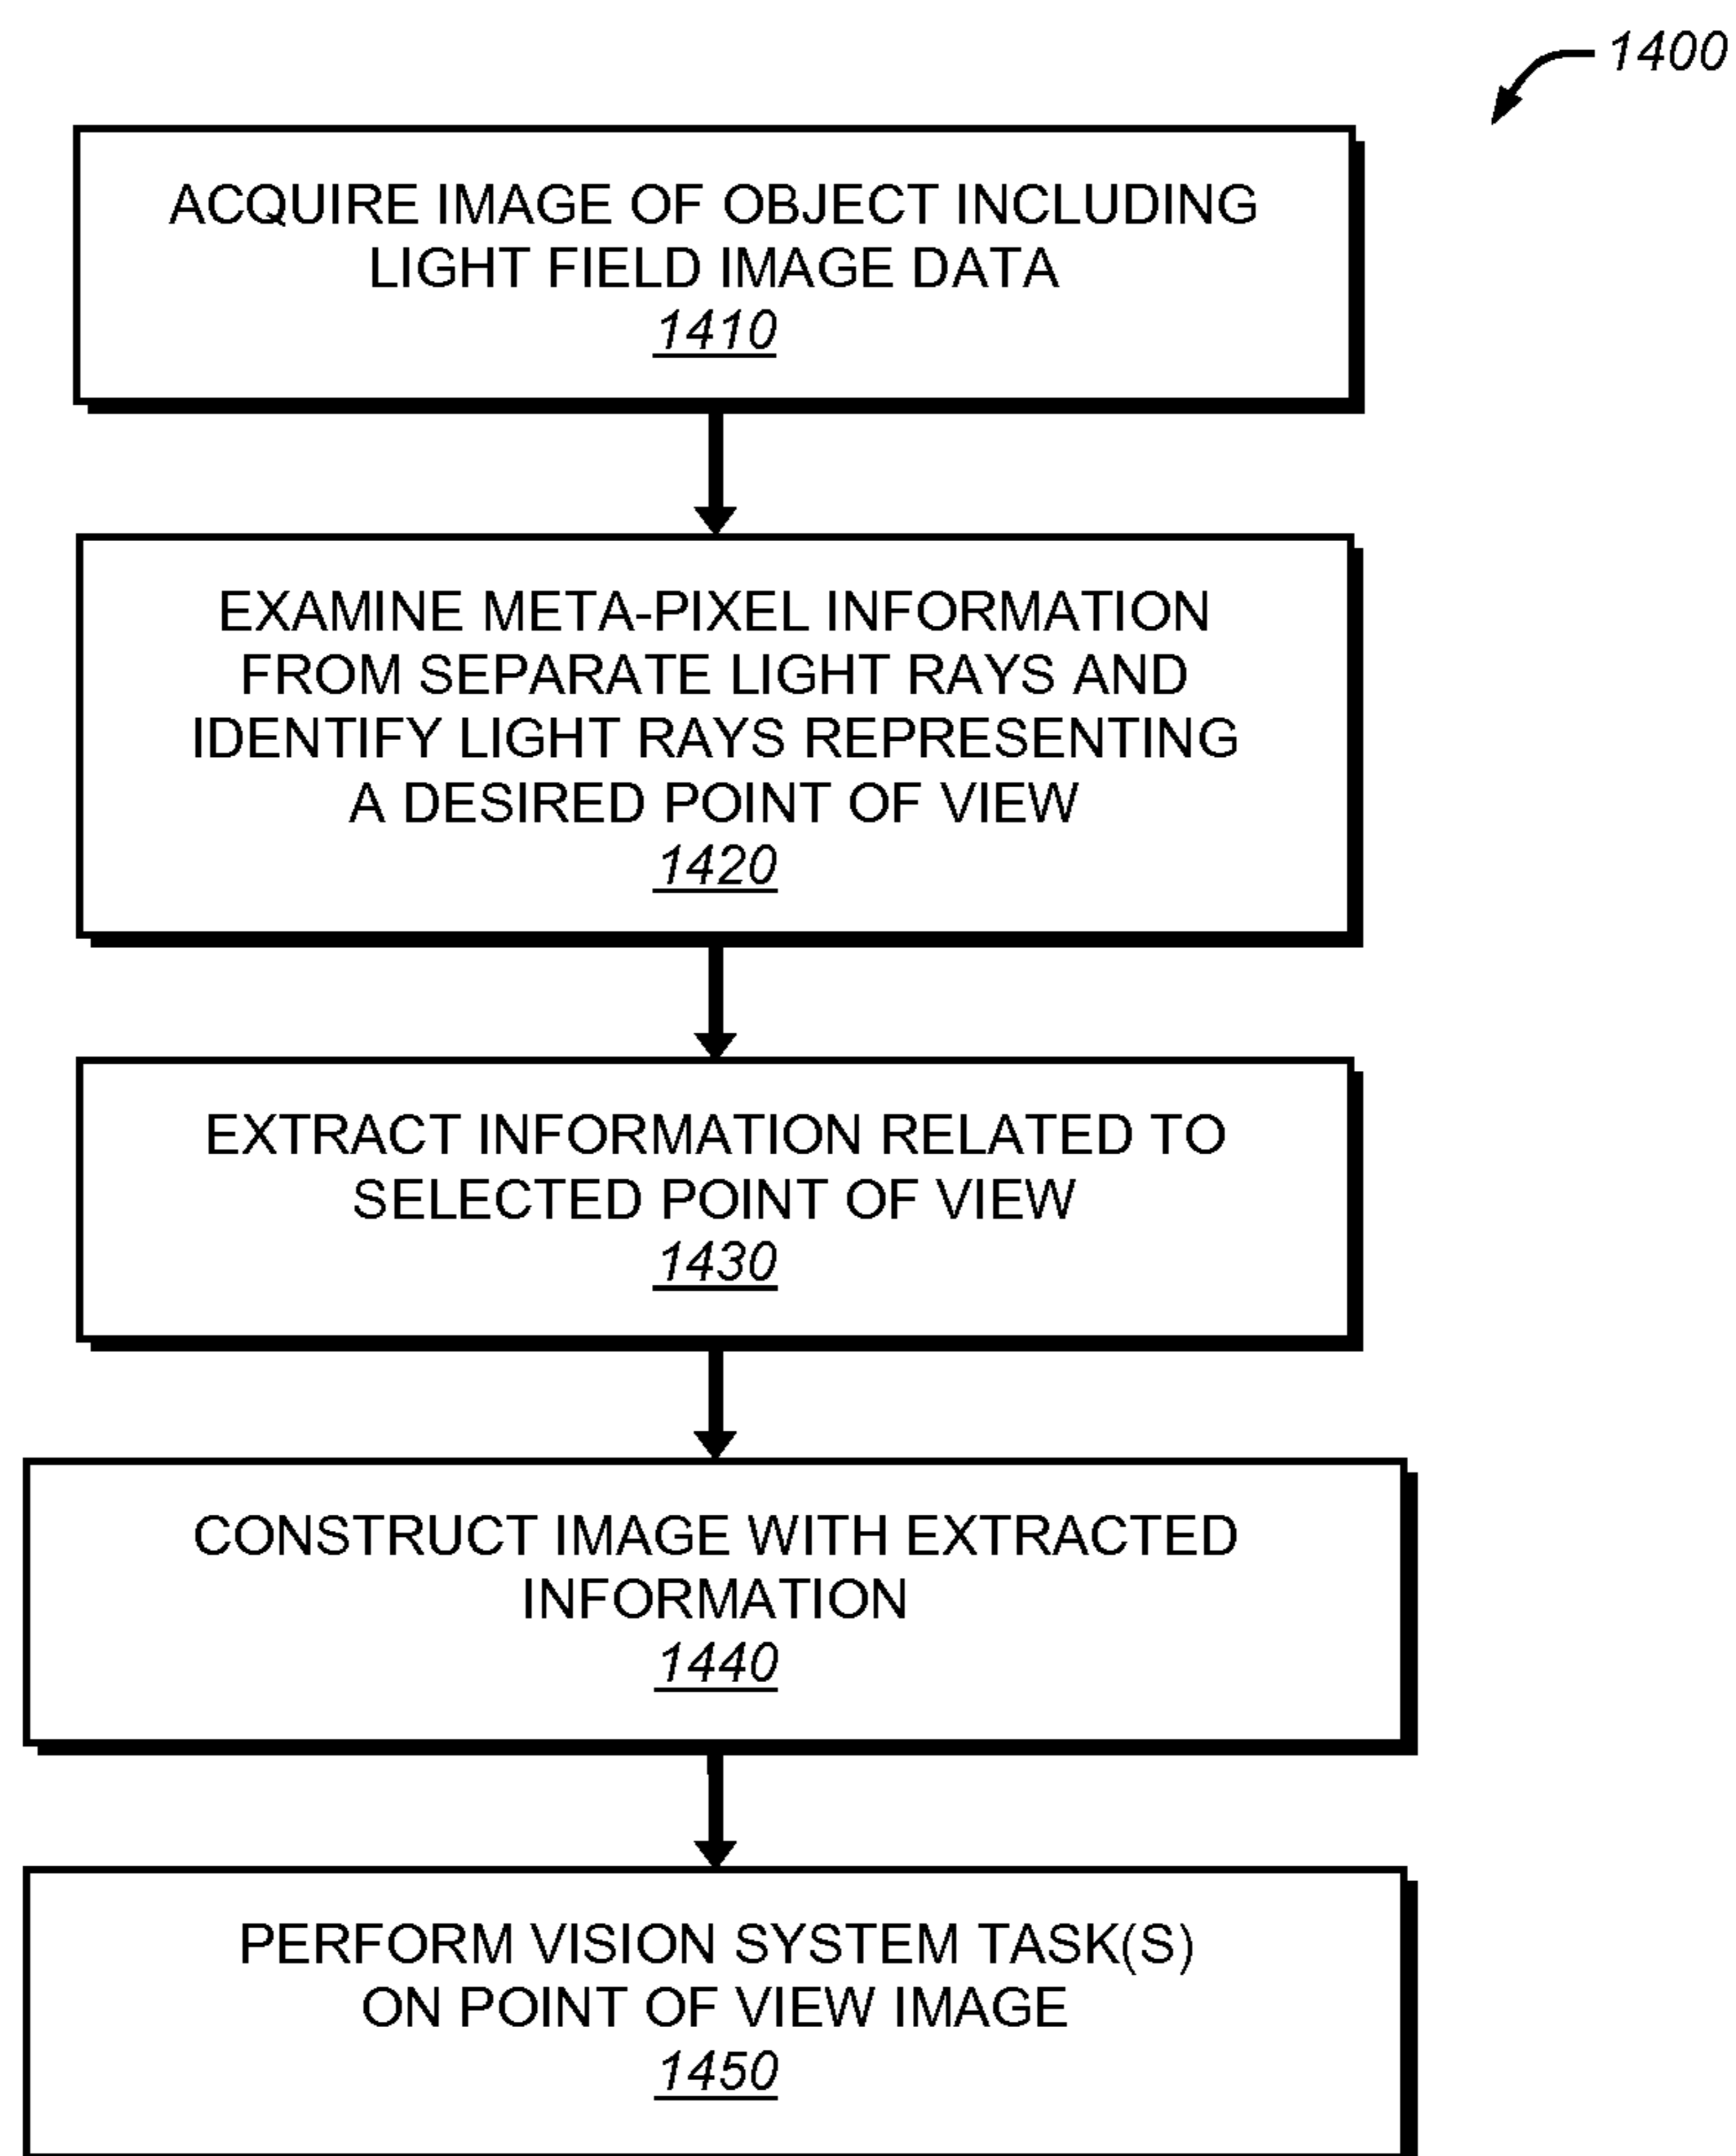 1400
ACQUIRE IMAGE OF OBJECT INCLUDING
LIGHT FIELD IMAGE DATA
1410
EXAMINE META-PIXEL INFORMATION
FROM SEPARATE LIGHT RAYS AND
IDENTIFY LIGHT RAYS REPRESENTING
A DESIRED POINT OF VIEW
1420
EXTRACT INFORMATION RELATED TO
SELECTED POINT OF VIEW
1430
CONSTRUCT IMAGE WITH EXTRACTED
INFORMATION
1440
PERFORM VISION SYSTEM TASK(S)
ON POINT OF VIEW IMAGE
1450